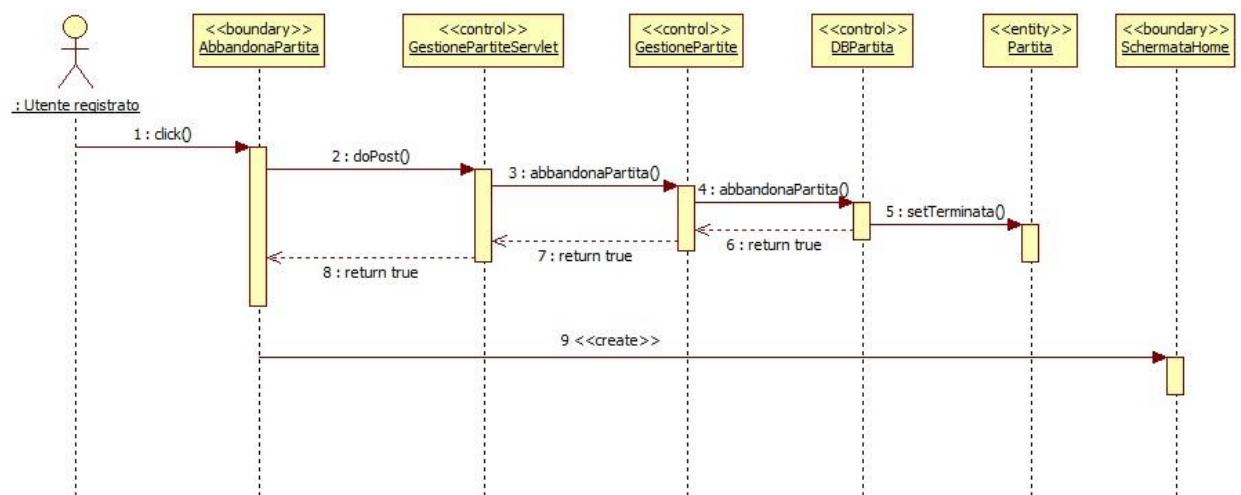 <<boundary>>
AbbandonaPartita
<<control>>
GestionePartiteServlet
<<control>>
GestionePartite
<<control>>
DBPartita
<<entity>>
Partita
<<boundary>>
SchermataHome
: Utente registrato
1 : click()
2 : doPost()
3 : abbandonaPartita()
4 : abbandonaPartita()
5 : setTerminata()
6 : return true
7 : return true
8 : return true
9 <<create>>